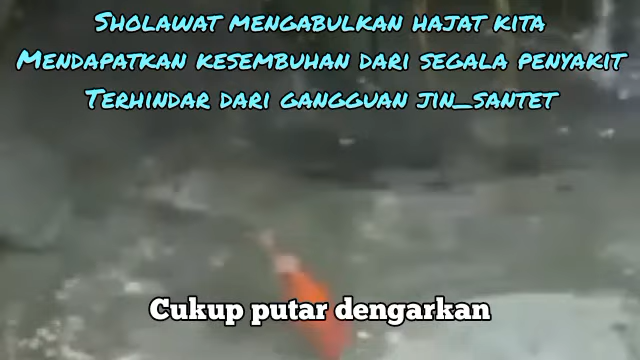 Sholawat mengabulkan hajat kita
Mendapatkan kesembuhan dari segala penyakit
Terhindar dari gangguan jin_santet
Cukup putar dengarkan